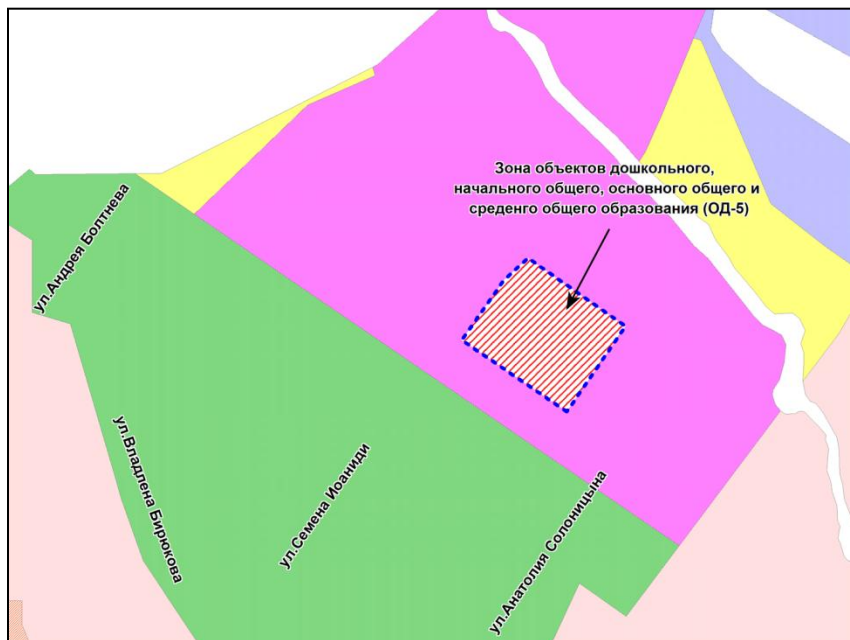 Зона объектов дошкольного,
начального общего, основного общего и
среденго общего образования (ОД-5)
ул.Андрея Болтнева
ул.Владлена Бирюкова
ул.Семена Иоаниди
ул.Анатолия Солоницына